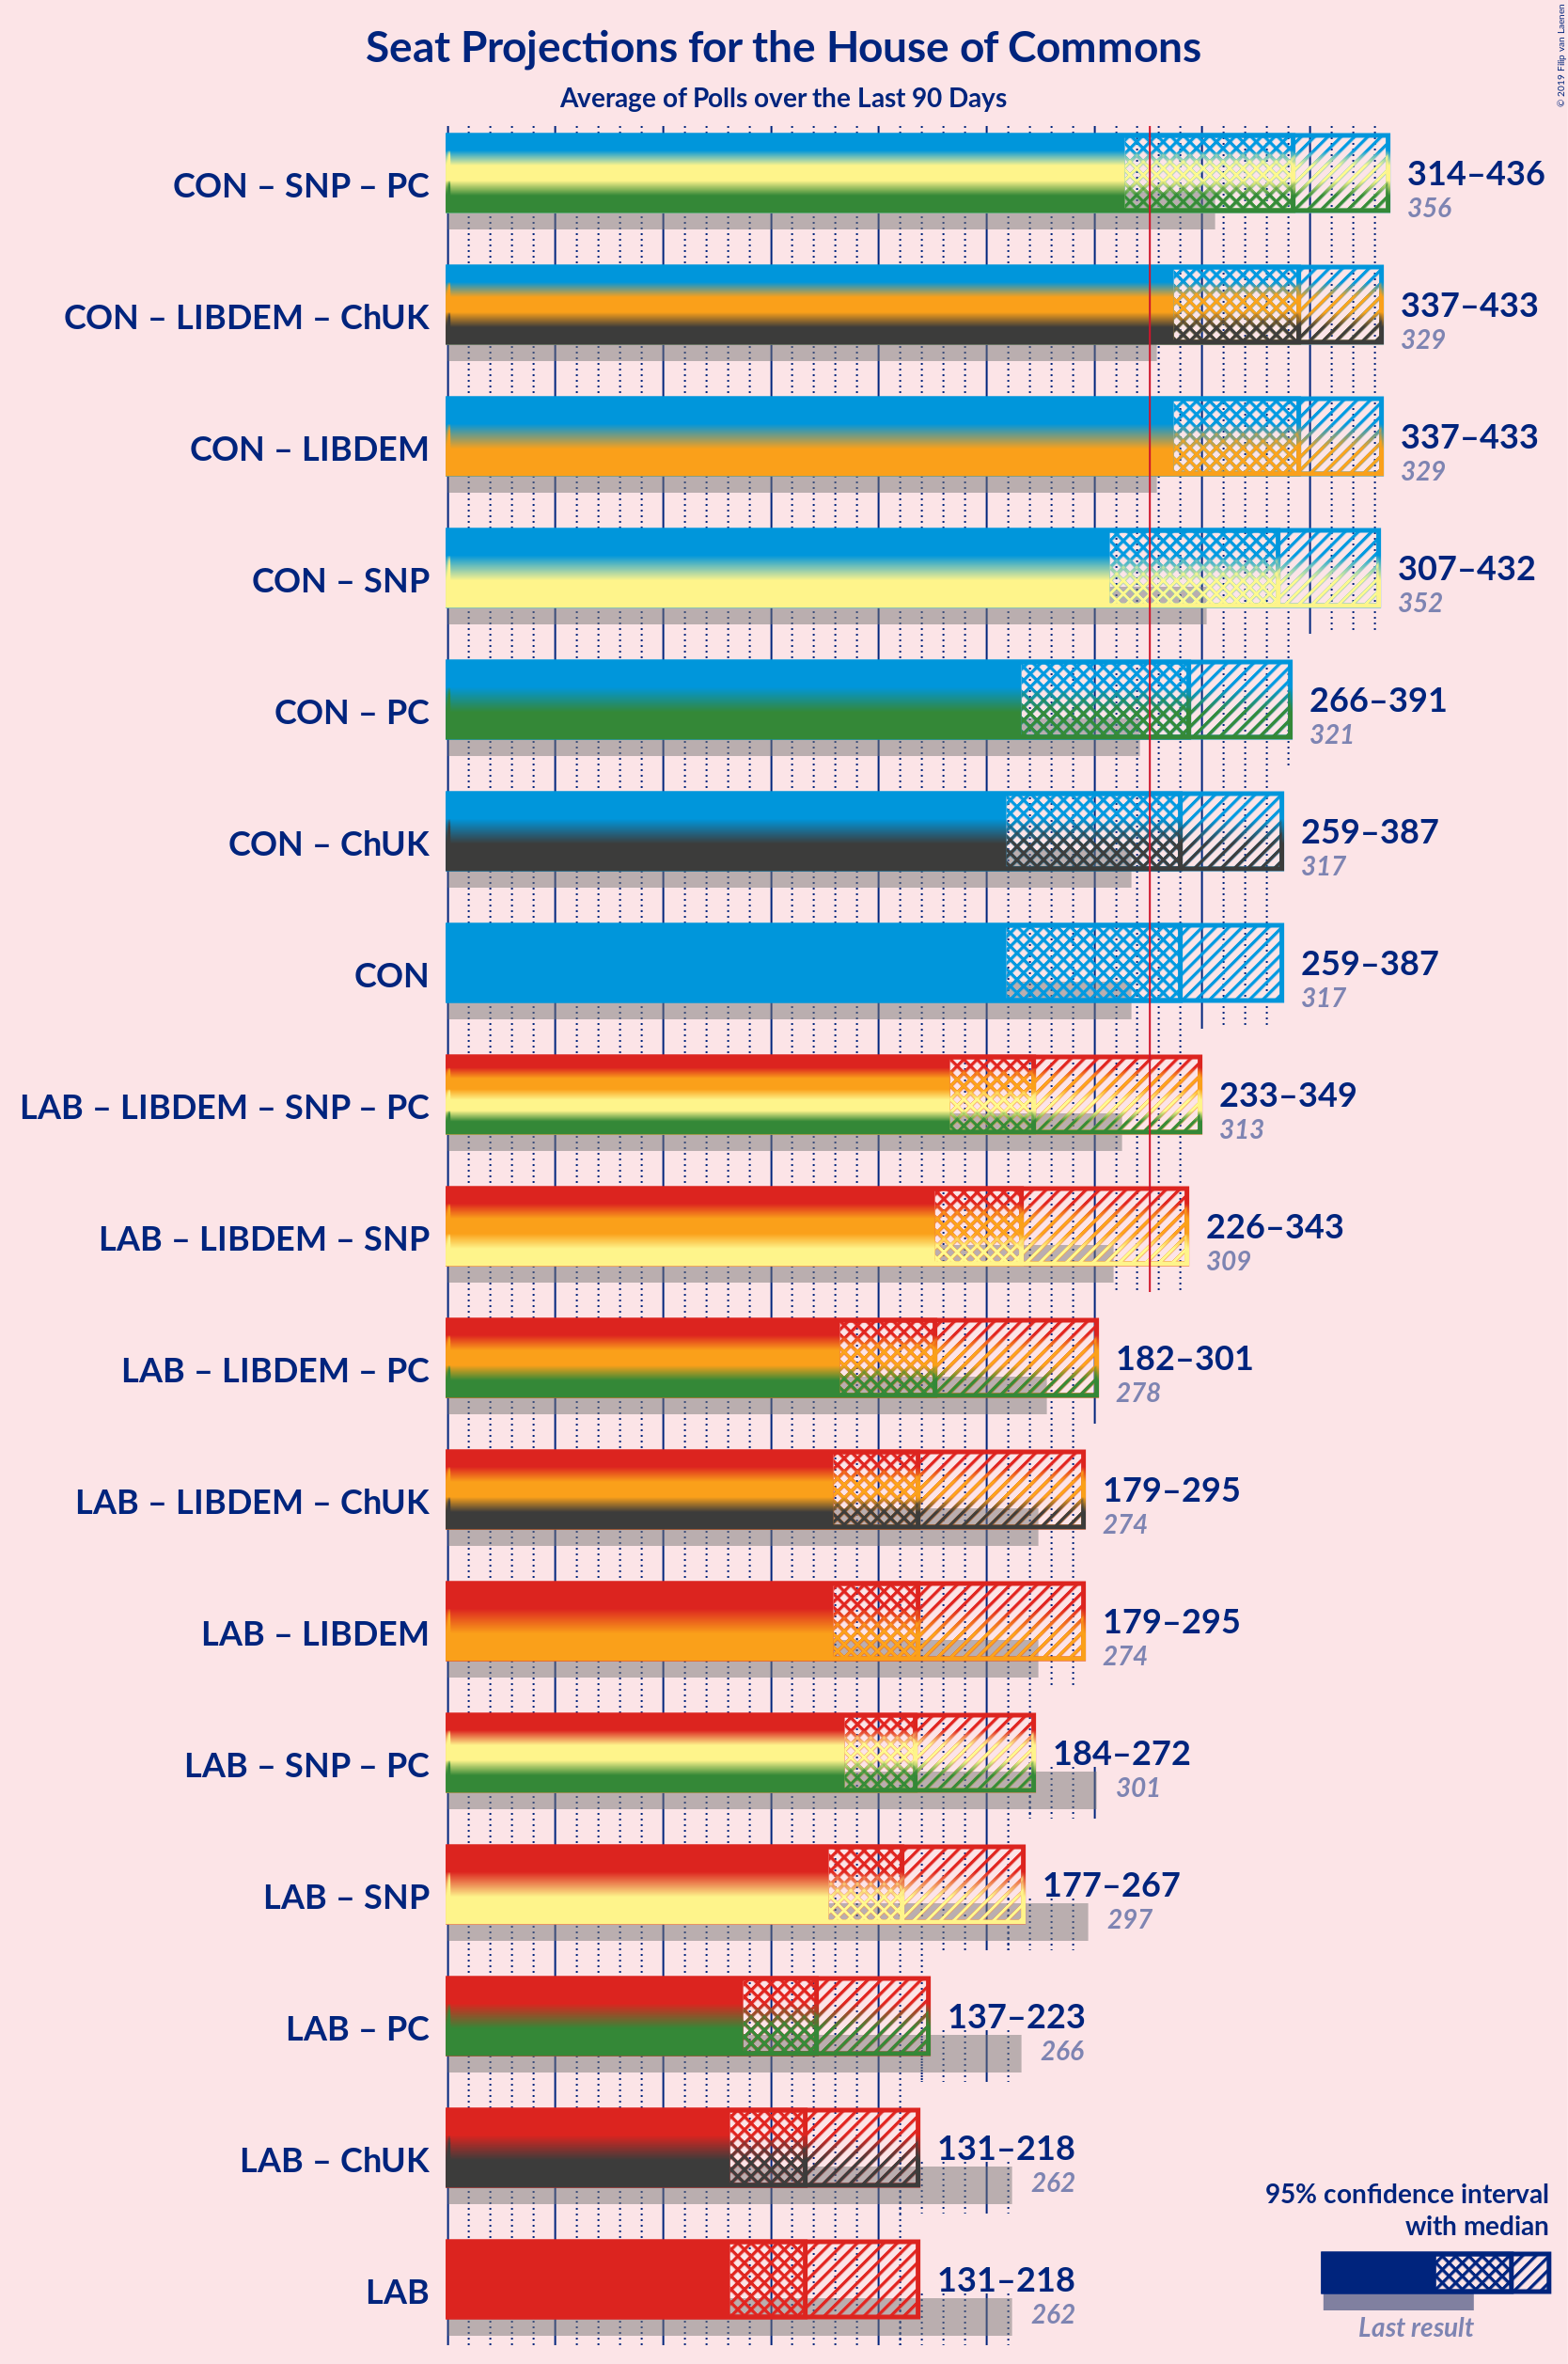 Seat Projections for the House of Commons
Average of Polls over the Last 90 Days
© 2019 Filip van Laenen
CON – SNP – PC
314–436
356
CON – LIBDEM – ChUK
337–433
329
CON – LIBDEM
337–433
329
CON – SNP
307–432
352
CON – PC
266–391
321
CON – ChUK
259–387
317
CON
259–387
317
LAB – LIBDEM – SNP – PC
233–349
313
LAB – LIBDEM – SNP
226–343
309
LAB – LIBDEM – PC
182–301
278
LAB – LIBDEM – ChUK
179–295
274
LAB – LIBDEM
179–295
274
LAB – SNP – PC
184–272
301
LAB – SNP
177–267
297
LAB – PC
137–223
266
LAB – ChUK
131–218
262
LAB
131–218
262
95% confidence interval
with median
Last result